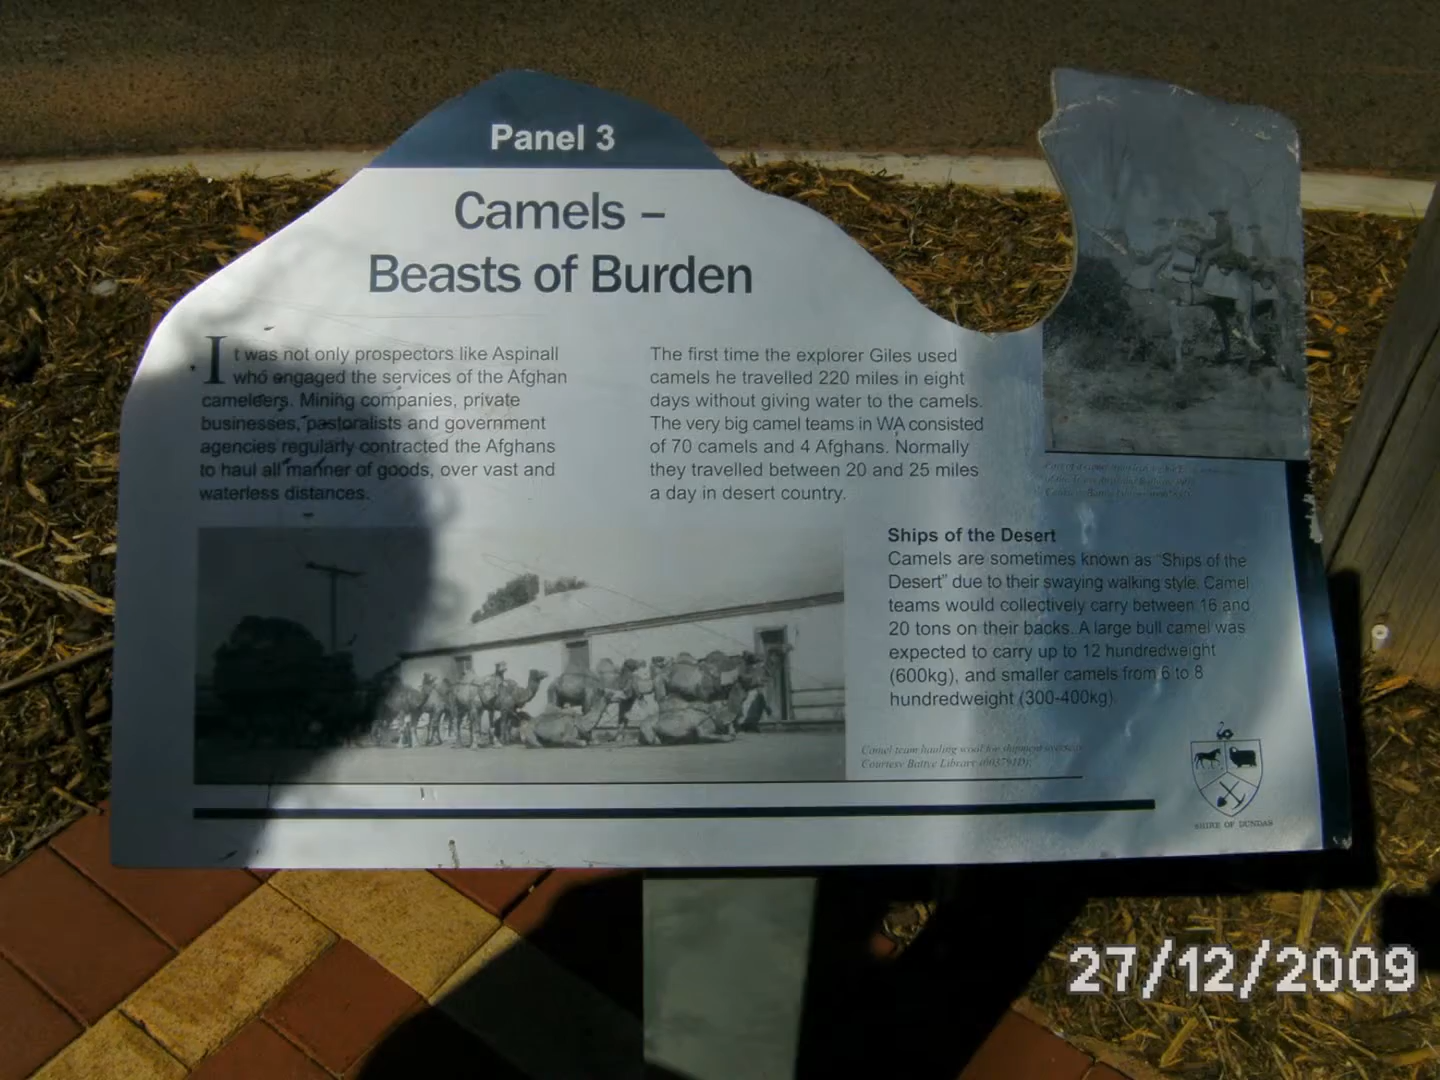 Panel 3
Camels –
Beasts of Burden
It was not only prospectors like Aspinall
who engaged the services of the Afghan
cameleers. Mining companies, private
businesses, pastoralists and government
agencies regularly contracted the Afghans
to haul all manner of goods, over vast and
waterless distances.
The first time the explorer Giles used
camels he travelled 220 miles in eight
days without giving water to the camels.
The very big camel teams in WA consisted
of 70 camels and 4 Afghans. Normally
they travelled between 20 and 25 miles
a day in desert country.
Ships of the Desert
Camels are sometimes known as "Ships of the
Desert" due to their swaying walking style. Camel
teams would collectively carry between 16 and
20 tons on their backs. A large bull camel was
expected to carry up to 12 hundredweight
(600kg), and smaller camels from 6 to 8
hundredweight (300-400kg).
Camel team hauling wool for shipment overseas
Courtesy Battye Library
SHIRE OF DUNDAS
27/12/2009